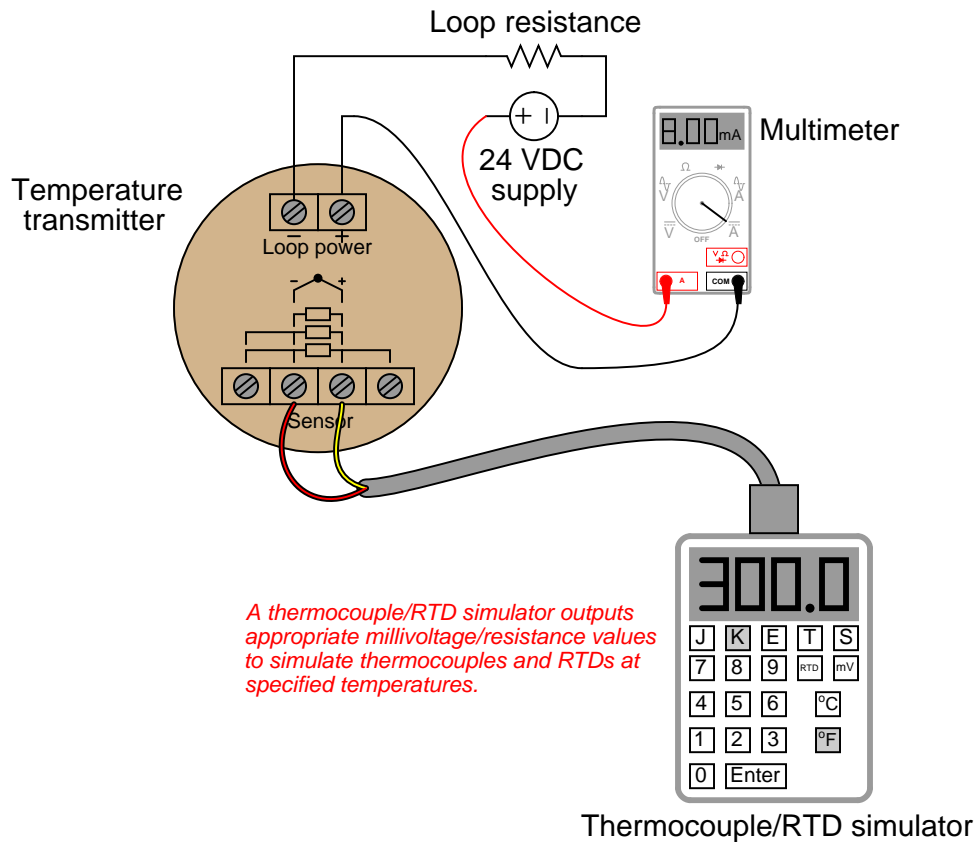 Loop resistance
+ –
24 VDC
supply
8.00 mA
Multimeter
Ω
V
A
V
A
OFF
V Ω
A
COM
Temperature
transmitter
– +
Loop power
- +
Sensor
300.0
J K E T S
7 8 9 RTD mV
4 5 6 °C
1 2 3 °F
0 Enter
A thermocouple/RTD simulator outputs
appropriate millivoltage/resistance values
to simulate thermocouples and RTDs at
specified temperatures.
Thermocouple/RTD simulator